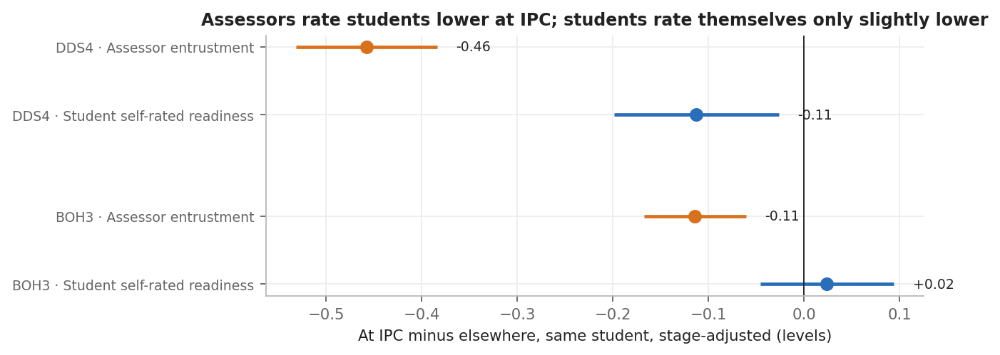 Assessors rate students lower at IPC; students rate themselves only slightly lower
DDS4 · Assessor entrustment
-0.46
DDS4 · Student self-rated readiness
-0.11
BOH3 · Assessor entrustment
-0.11
BOH3 · Student self-rated readiness
+0.02
−0.5 −0.4 −0.3 −0.2 −0.1 0.0 0.1
At IPC minus elsewhere, same student, stage-adjusted (levels)